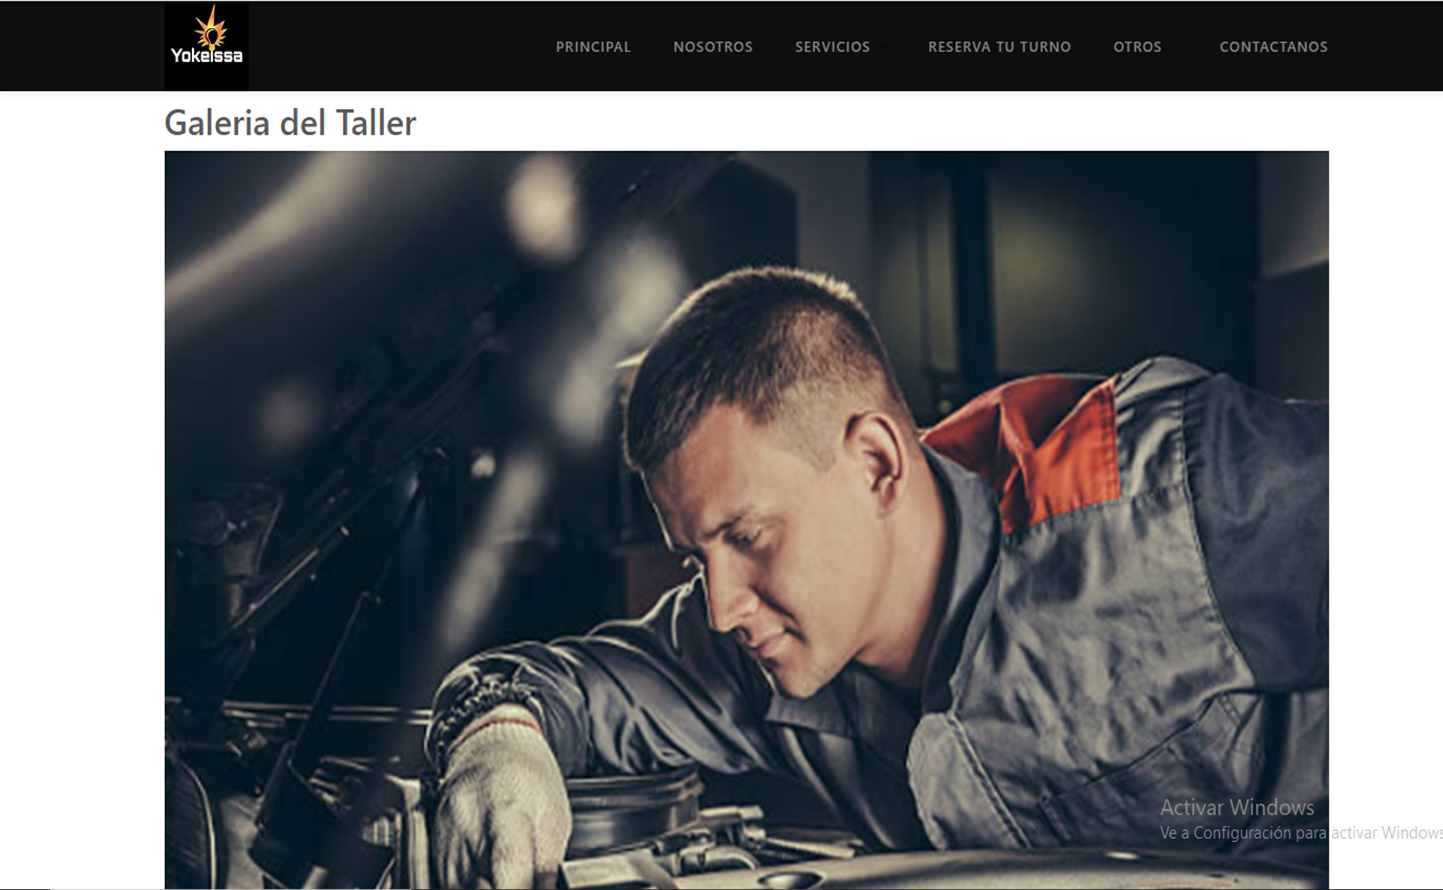 Yokeissa
PRINCIPAL NOSOTROS SERVICIOS RESERVA TU TURNO OTROS CONTACTANOS
Galeria del Taller
Activar Windows
Ve a Configuración para activar Windows